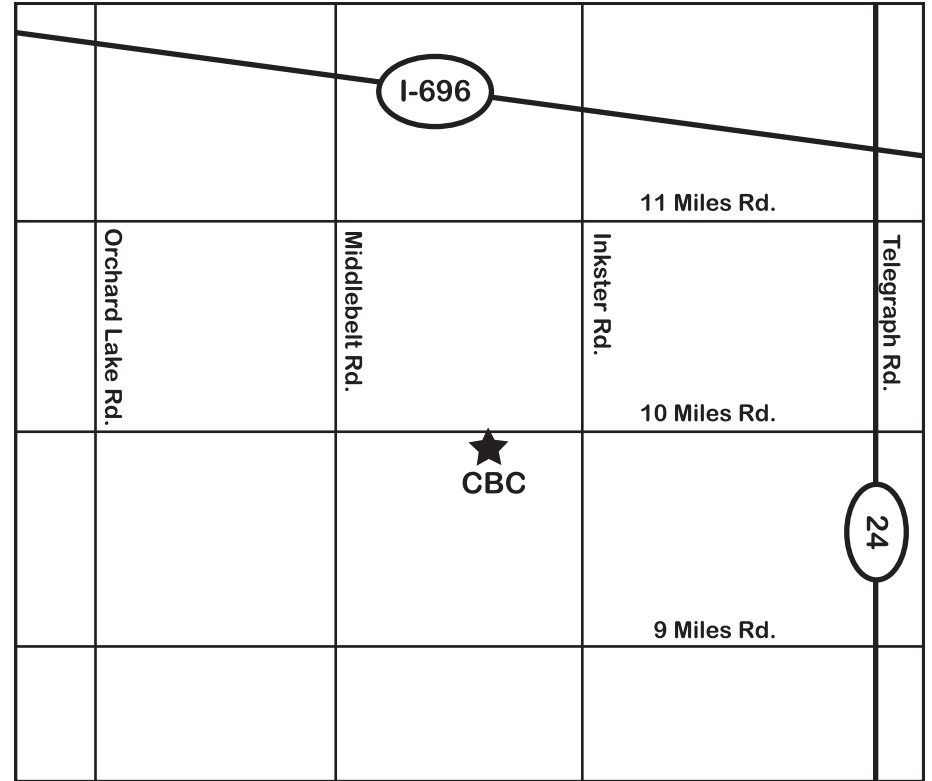 I-696
11 Miles Rd.
Orchard Lake Rd.
Middlebelt Rd.
Inkster Rd.
Telegraph Rd.
10 Miles Rd.
CBC
24
9 Miles Rd.